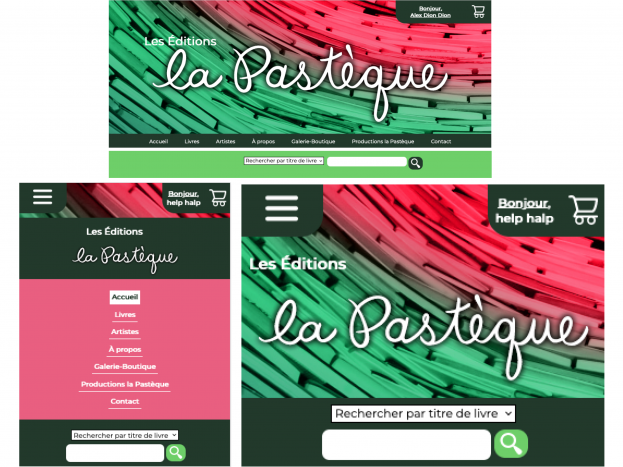 Bonjour,
Alex Dion Dion
Les Éditions
la Pastèque
Accueil Livres Artistes À propos Galerie-Boutique Productions la Pastèque Contact
Rechercher par titre de livre
Bonjour,
help halp
Les Éditions
la Pastèque
Accueil
Livres
Artistes
À propos
Galerie-Boutique
Productions la Pastèque
Contact
Rechercher par titre de livre
Bonjour,
help halp
Les Éditions
la Pastèque
Rechercher par titre de livre